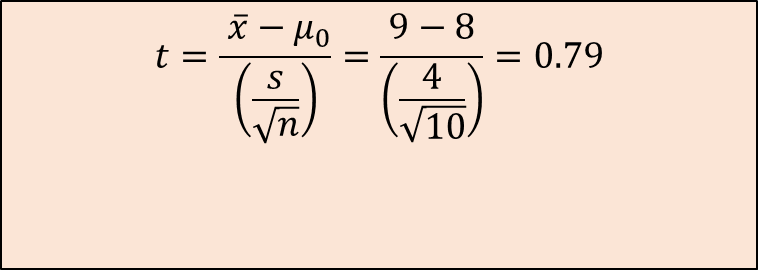 t = (x̄ − μ₀) / (s / √n) = (9 − 8) / (4 / √10) = 0.79